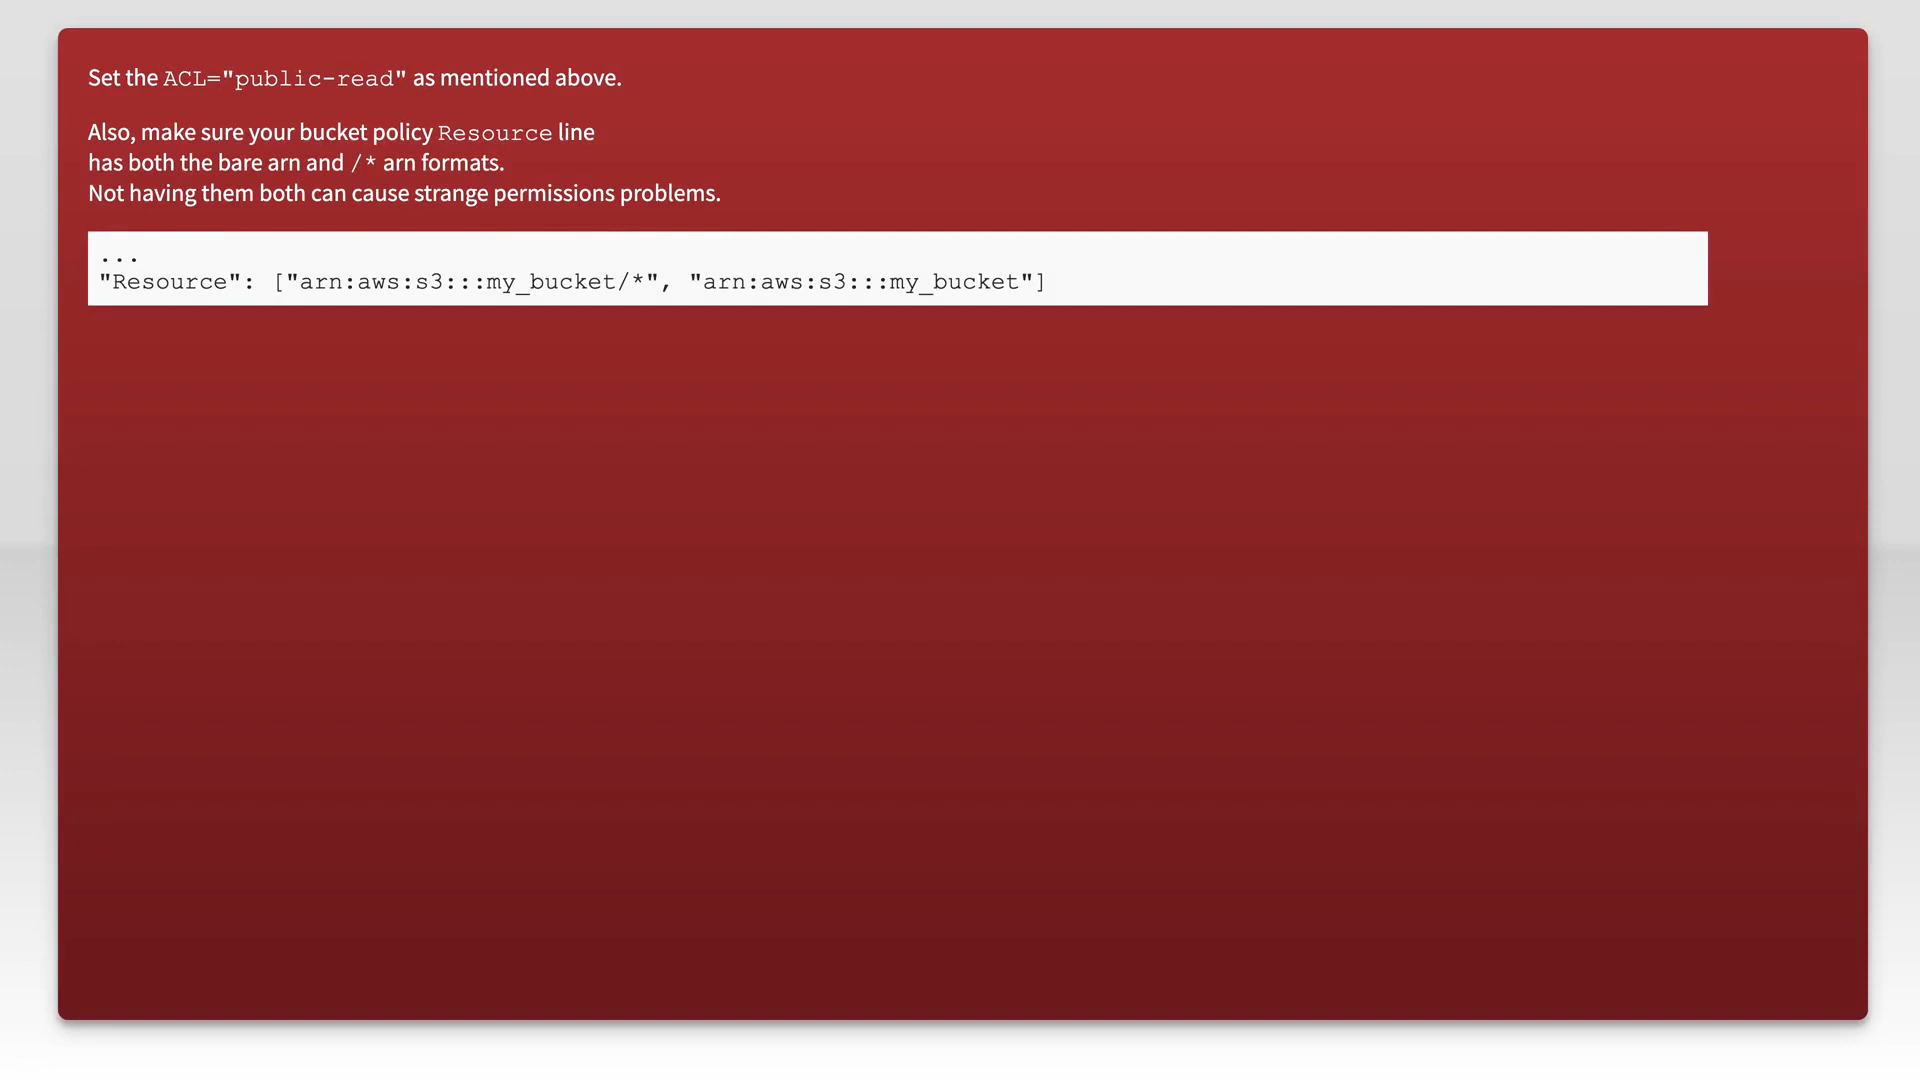 Set the ACL="public-read" as mentioned above.
Also, make sure your bucket policy Resource line
has both the bare arn and /* arn formats.
Not having them both can cause strange permissions problems.
...
"Resource": ["arn:aws:s3:::my_bucket/*", "arn:aws:s3:::my_bucket"]